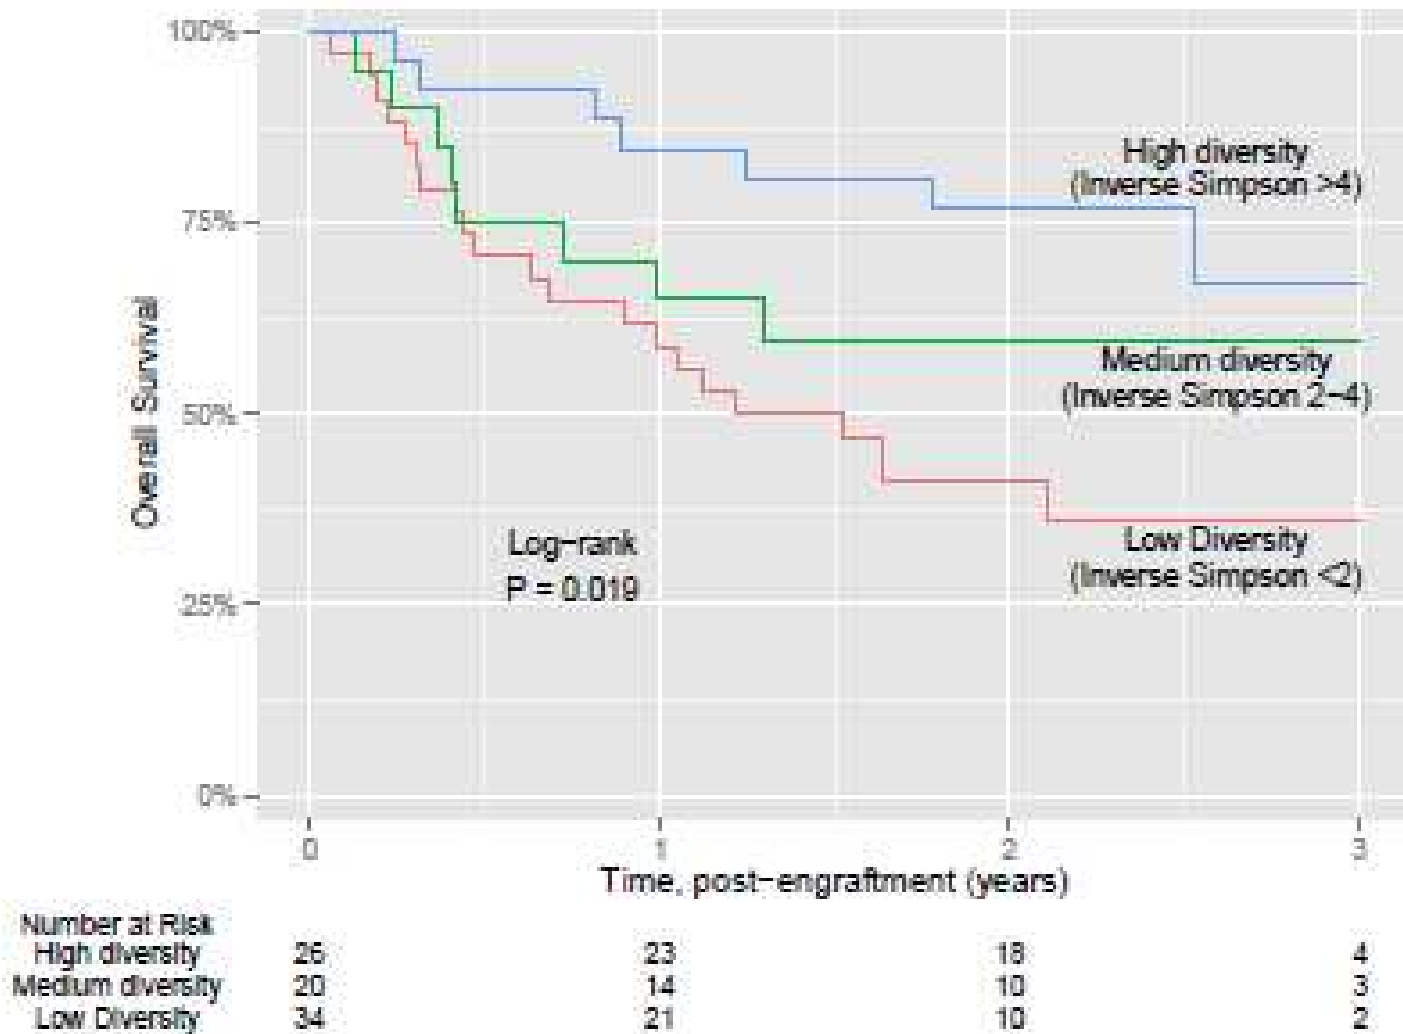 100%
75%
50%
25%
0%
Overall Survival
High diversity
(Inverse Simpson >4)
Medium diversity
(Inverse Simpson 2-4)
Low Diversity
(Inverse Simpson <2)
Log-rank
P = 0.019
0 1 2 3
Time, post-engraftment (years)
Number at Risk
High diversity 26 23 18 4
Medium diversity 20 14 10 3
Low Diversity 34 21 10 2